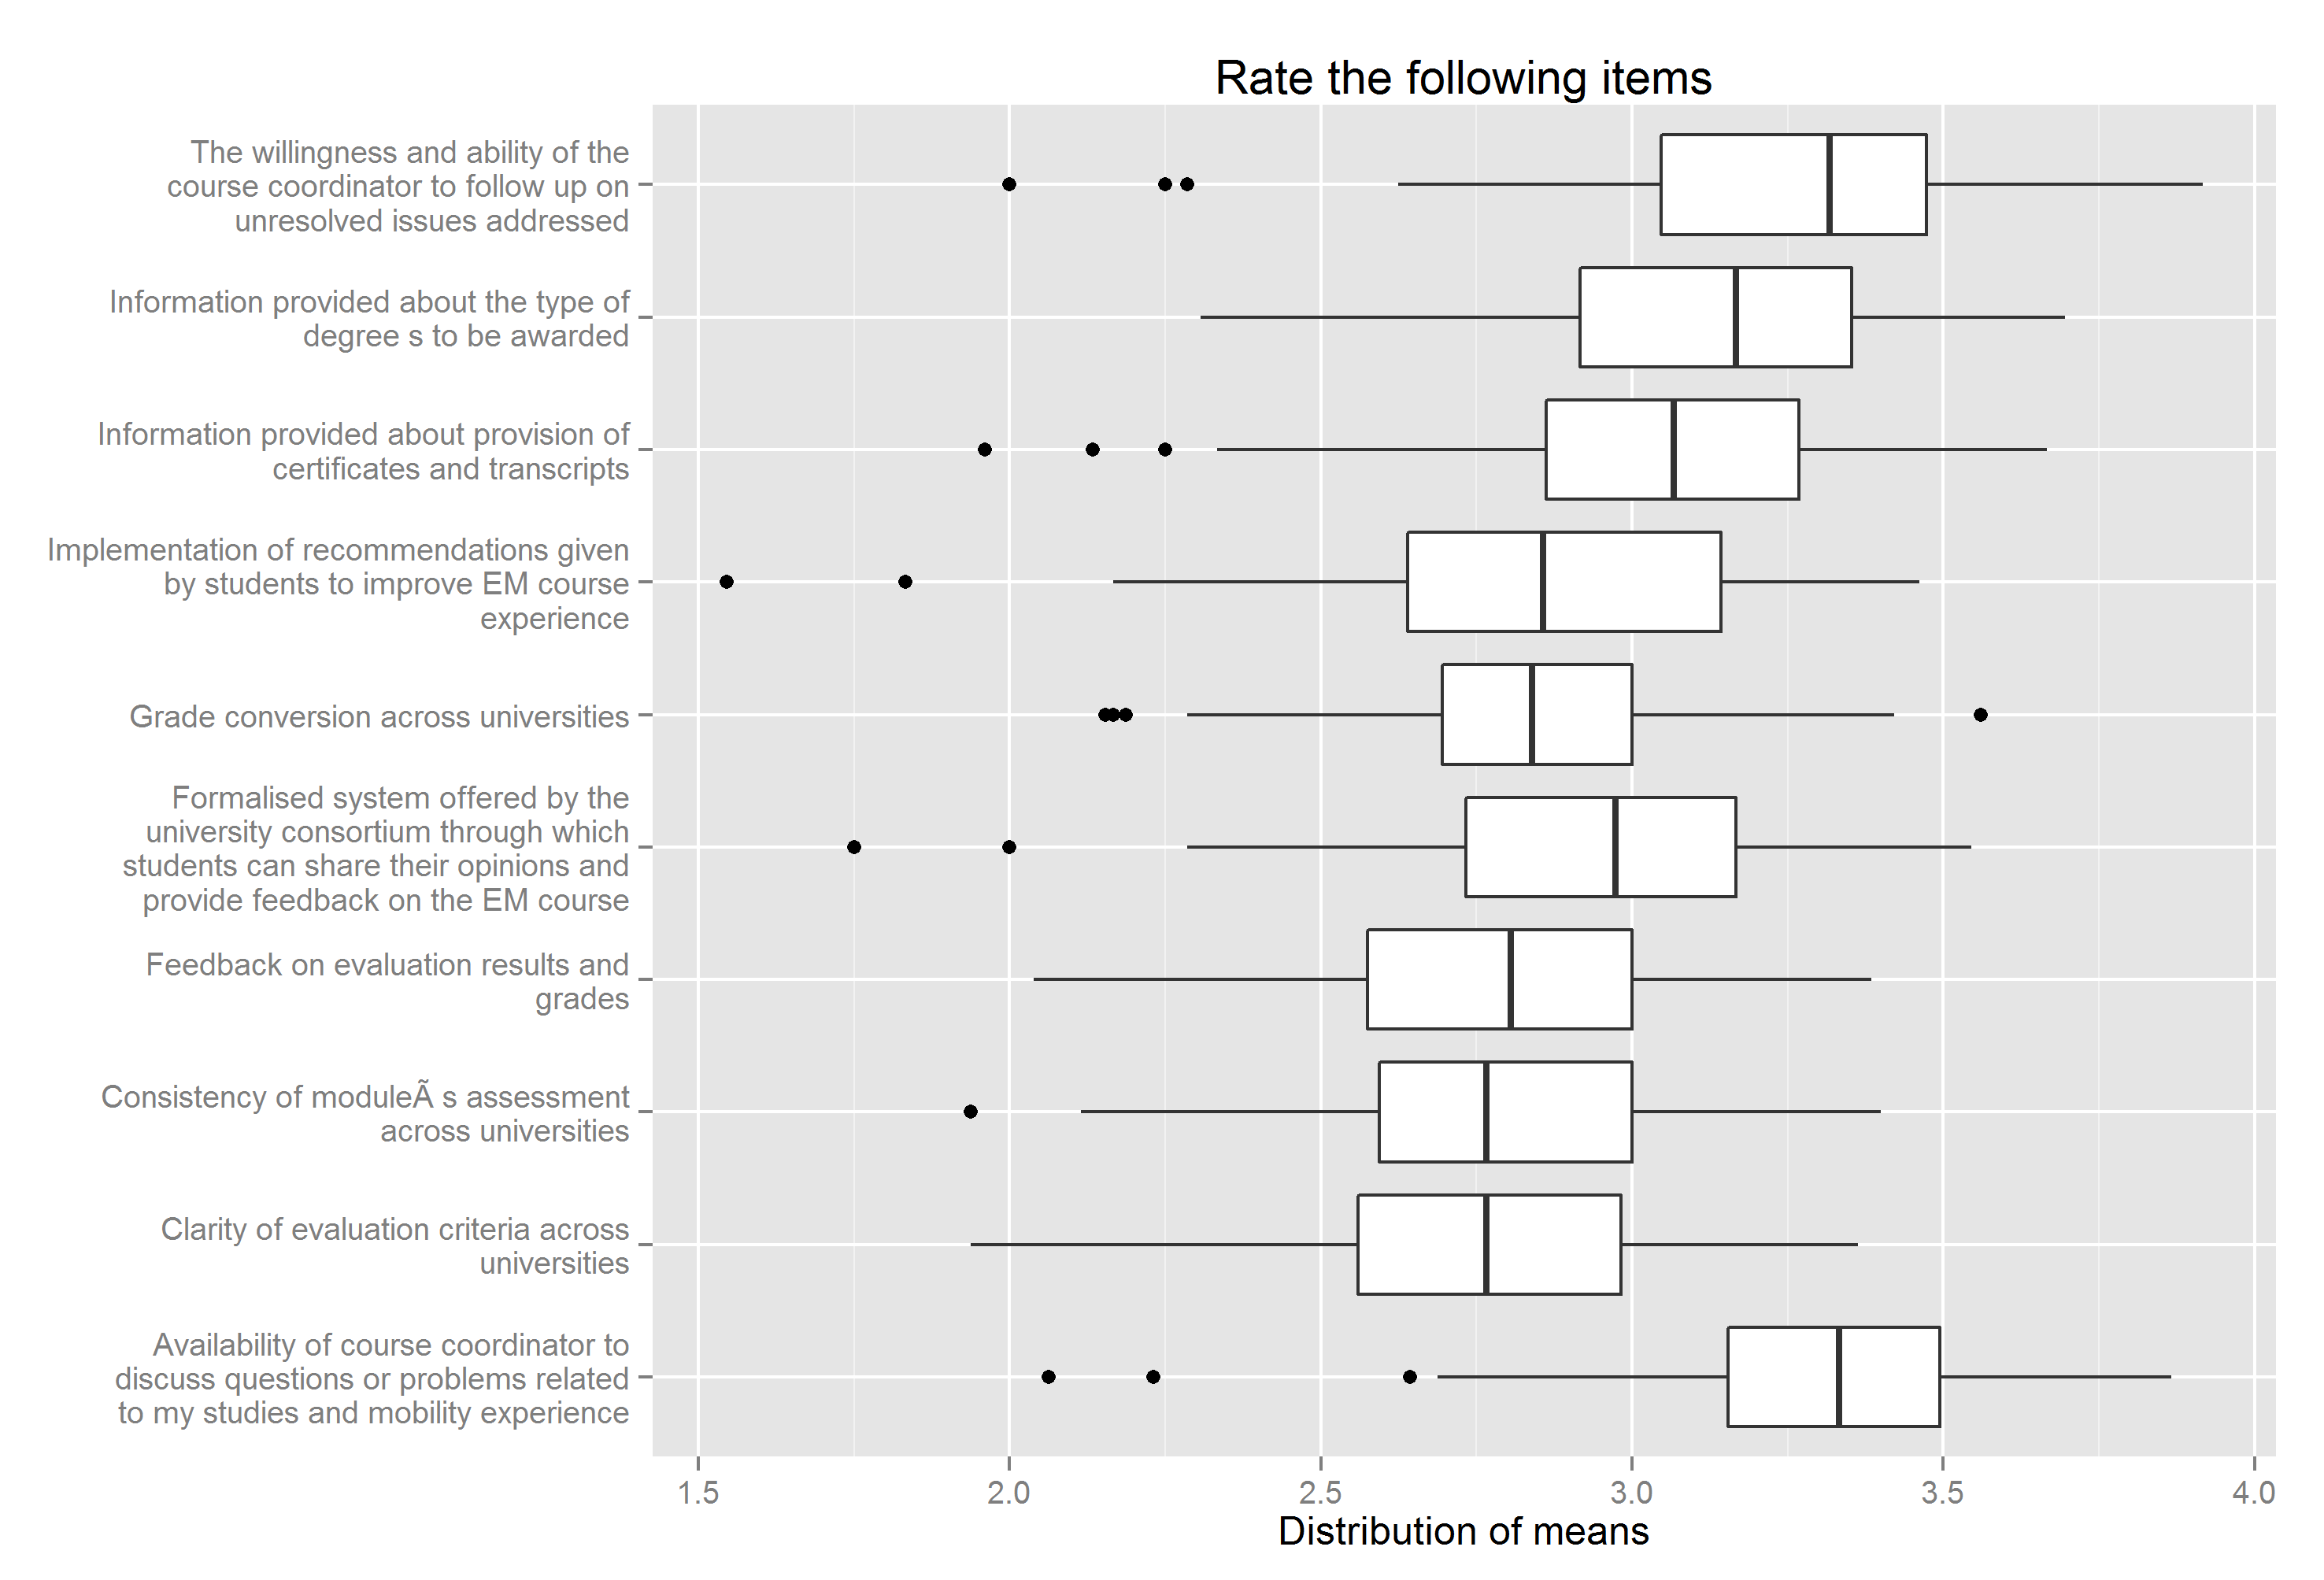 Rate the following items
The willingness and ability of the
course coordinator to follow up on
unresolved issues addressed
Information provided about the type of
degree s to be awarded
Information provided about provision of
certificates and transcripts
Implementation of recommendations given
by students to improve EM course
experience
Grade conversion across universities
Formalised system offered by the
university consortium through which
students can share their opinions and
provide feedback on the EM course
Feedback on evaluation results and
grades
Consistency of moduleÃ s assessment
across universities
Clarity of evaluation criteria across
universities
Availability of course coordinator to
discuss questions or problems related
to my studies and mobility experience
1.5 2.0 2.5 3.0 3.5 4.0
Distribution of means